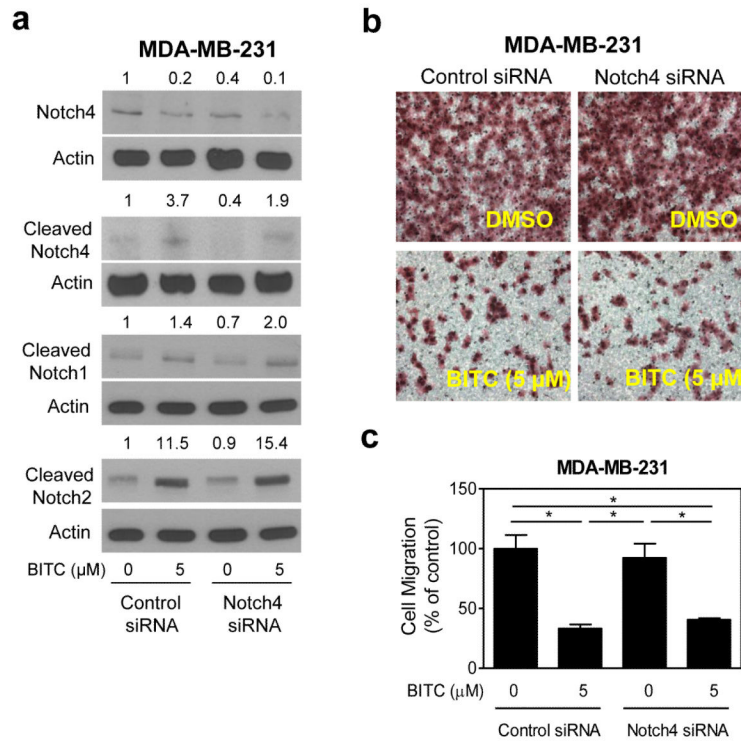 a
MDA-MB-231
1 0.2 0.4 0.1
Notch4
Actin
1 3.7 0.4 1.9
Cleaved
Notch4
Actin
1 1.4 0.7 2.0
Cleaved
Notch1
Actin
1 11.5 0.9 15.4
Cleaved
Notch2
Actin
BITC (µM) 0 5 0 5
Control
siRNA
Notch4
siRNA
b
MDA-MB-231
Control siRNA Notch4 siRNA
DMSO DMSO
BITC (5 µM) BITC (5 µM
c
MDA-MB-231
Cell Migration
(% of control)
150
100
50
0
* 
* * *
BITC (µM) 0 5 0 5
Control siRNA Notch4 siRNA